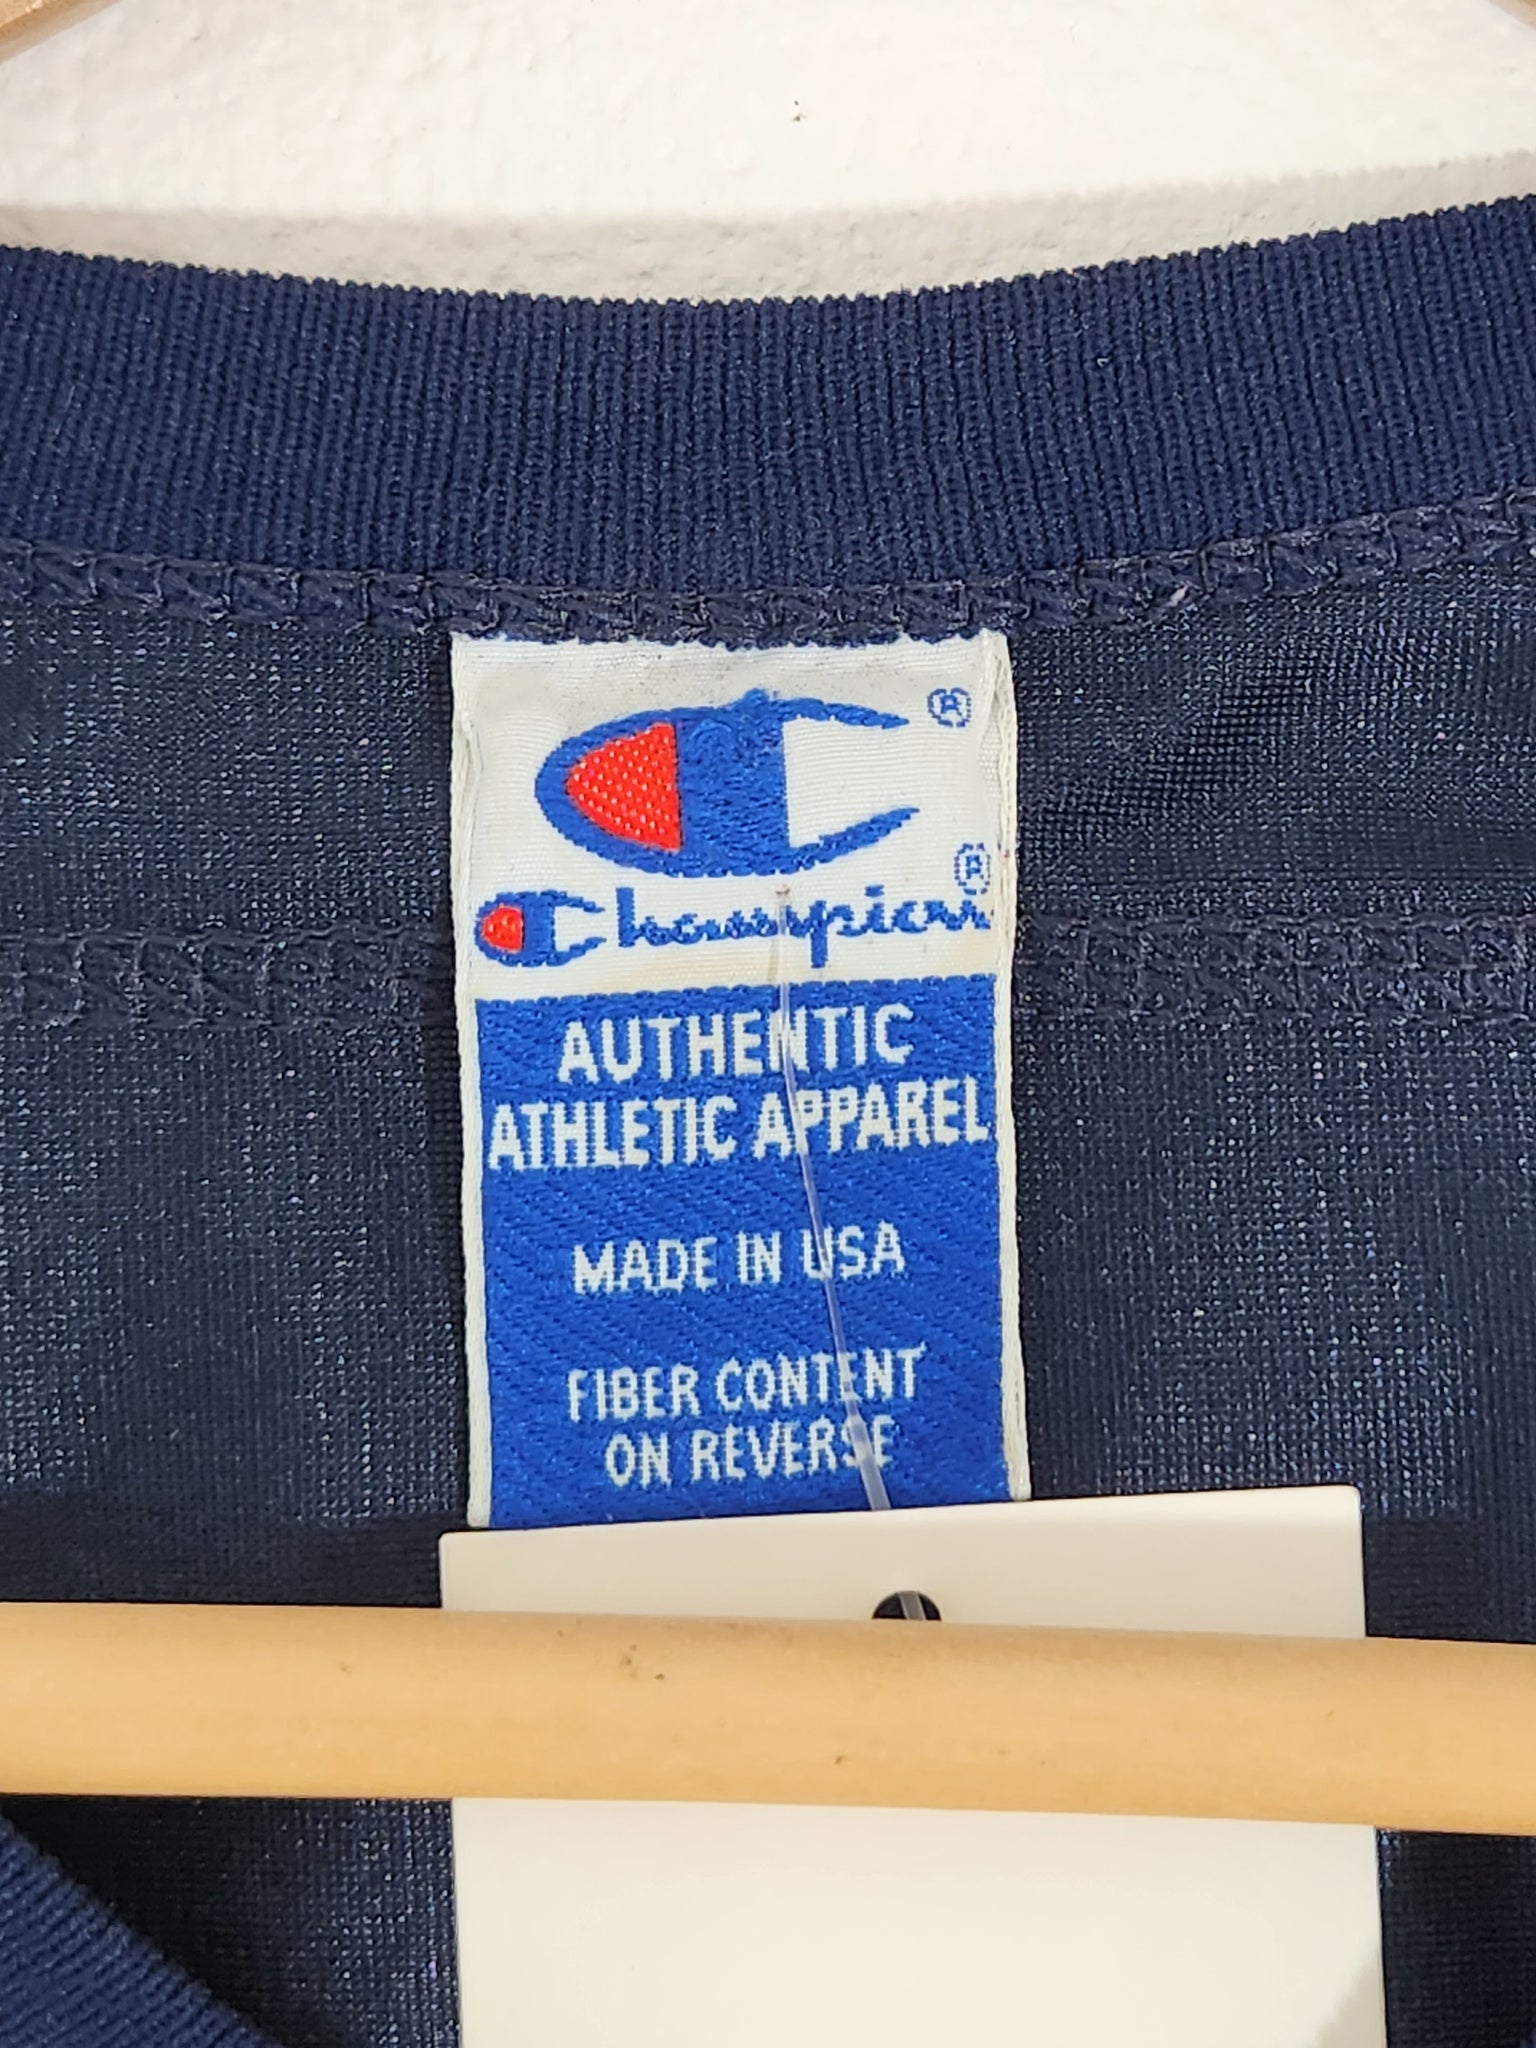 ®
Champion®
AUTHENTIC
ATHLETIC APPAREL
MADE IN USA
FIBER CONTENT
ON REVERSE